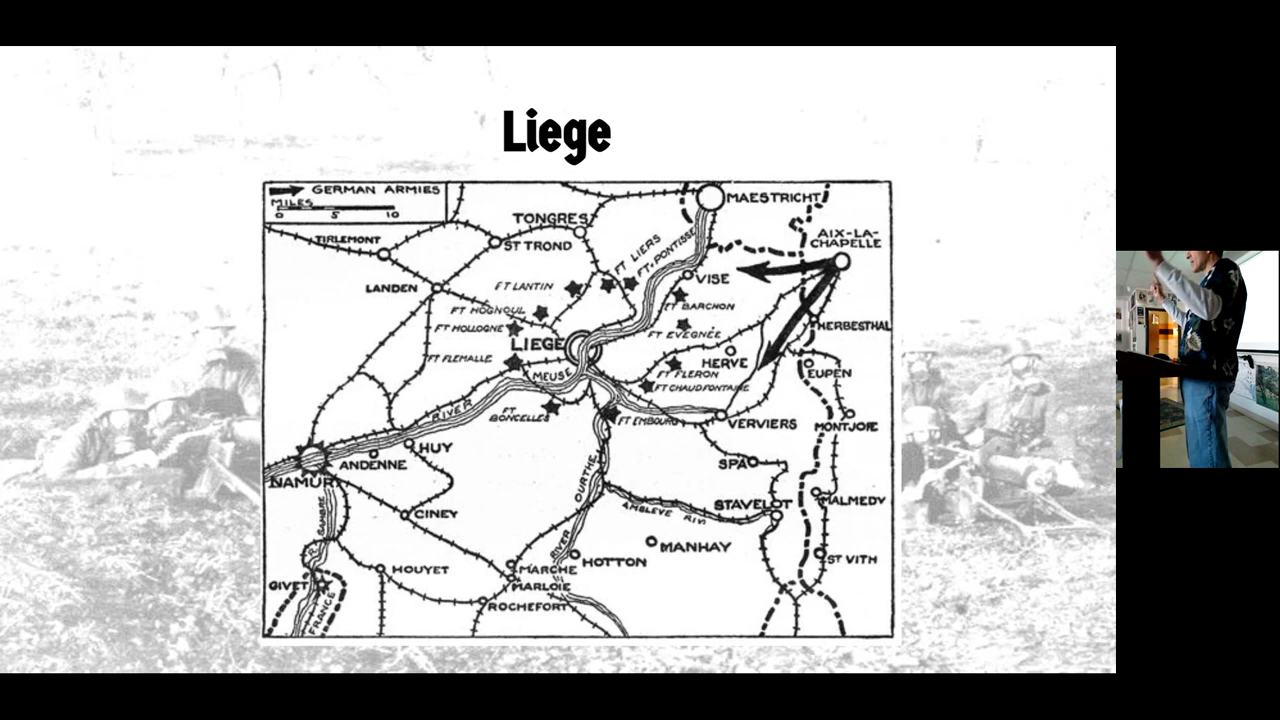 Liege
GERMAN ARMIES
MILES
0 5 10
MAESTRICHT
TONGRES
AIX-LA-
CHAPELLE
TIRLEMONT
ST TROND
FT LIERS
FT. PONTISSE
VISE
FT LANTIN
LANDEN
FT BARCHON
FT HOGNOUL
FT HOLLOGNE
FT EVEGNÉE
HERBESTHAL
LIEGE
FT FLEMALLE
HERVE
MEUSE
FT FLERON
EUPEN
FT CHAUDFONTAINE
RIVER
FT
BONCELLES
FT EMBOURG
VERVIERS
MONTJOIE
HUY
ANDENNE
SPA
NAMUR
OURTHE
RIVER
STAVELOT
MALMEDY
AMBLEVE RIV.
CINEY
R. SAMBRE
MANHAY
HOTTON
ST VITH
HOUYET
MARCHE
MARLOIE
GIVET
FRANCE
ROCHEFORT